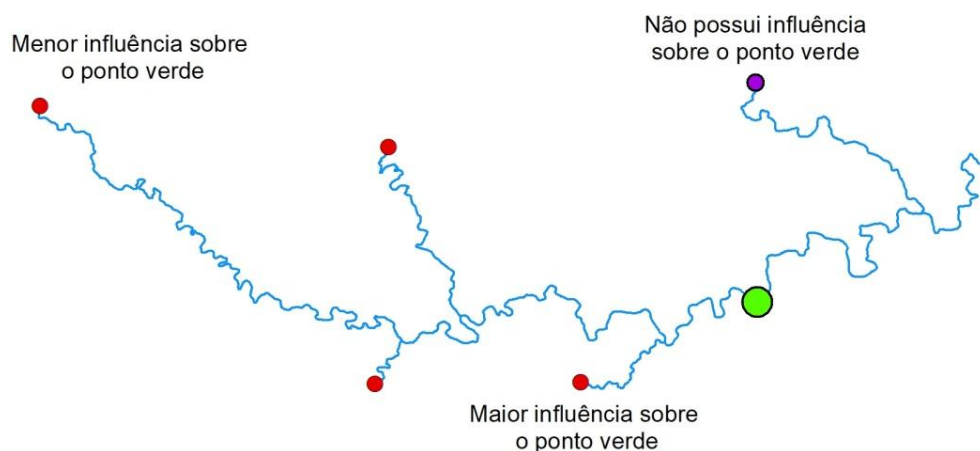 Menor influência sobre
o ponto verde
Não possui influência
sobre o ponto verde
Maior influência sobre
o ponto verde